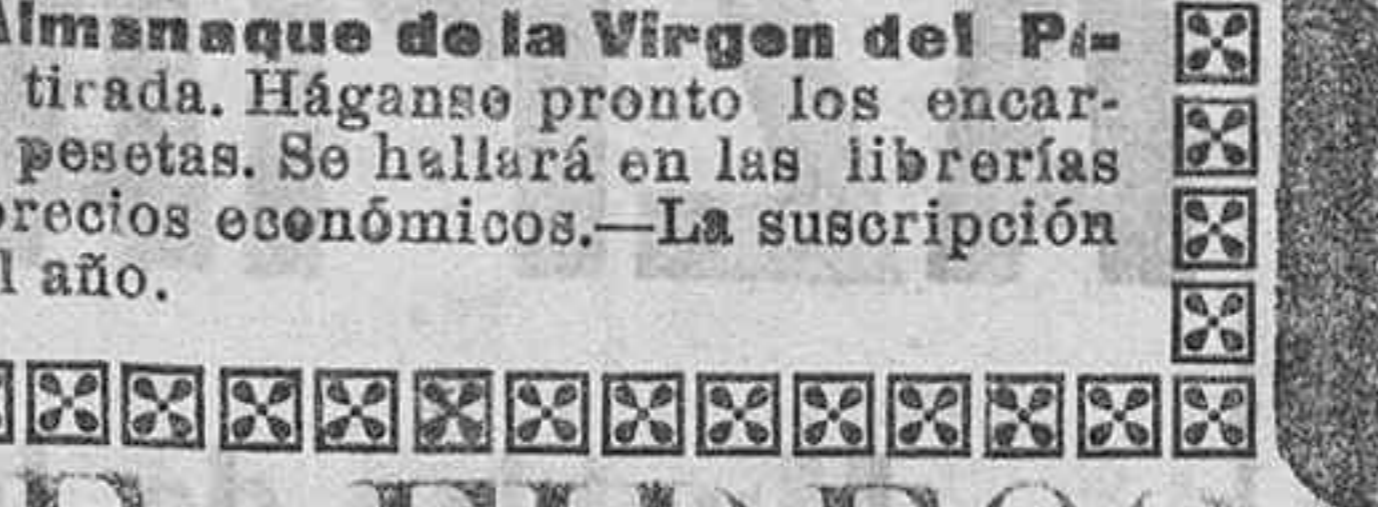 Almanaque de la Virgen del
tirada. Háganse pronto los encar-
pesetas. Se hallará en las librerías
precios económicos.—La suscripción
l año.